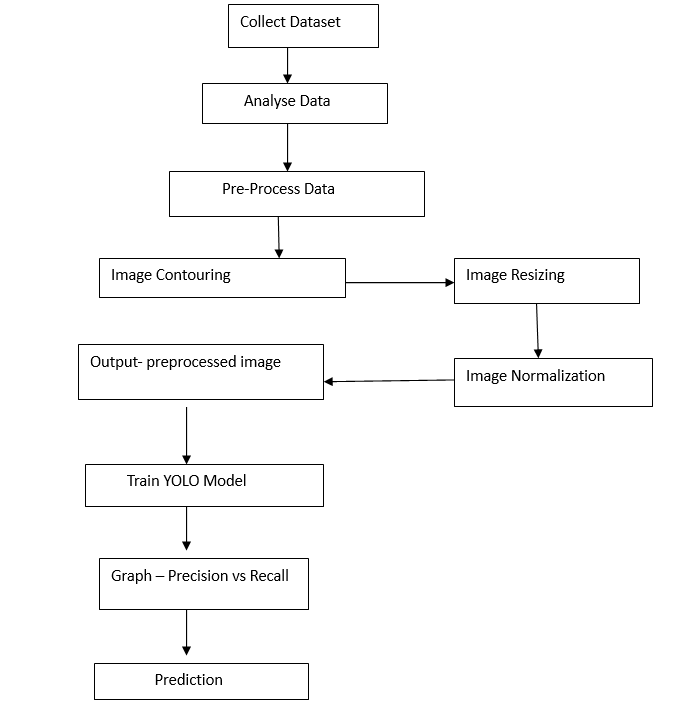 Collect Dataset
Analyse Data
Pre-Process Data
Image Contouring
Image Resizing
Image Normalization
Output- preprocessed image
Train YOLO Model
Graph – Precision vs Recall
Prediction